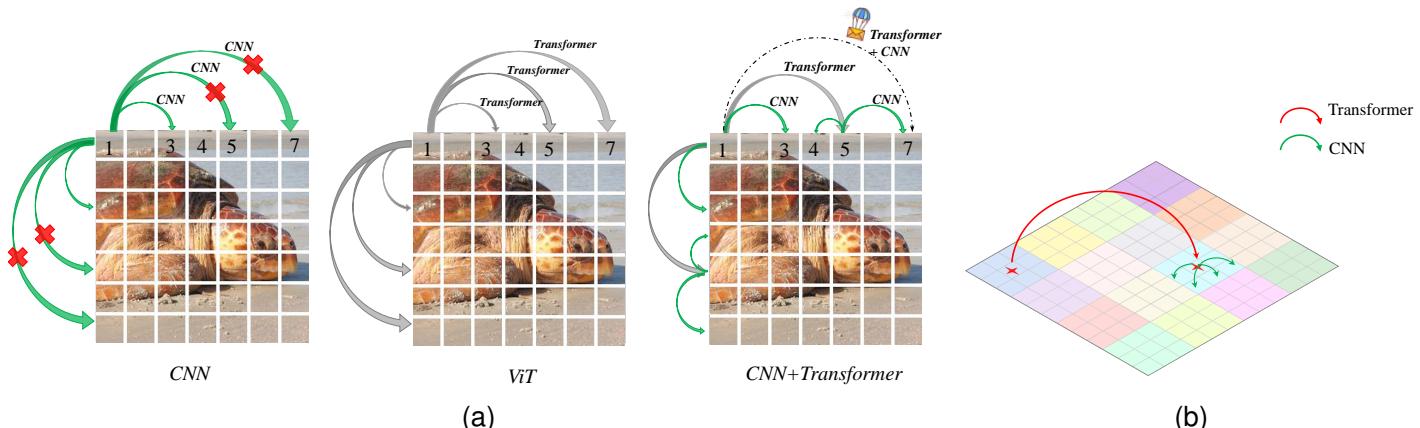 CNN
CNN
CNN
1 3 4 5 7
CNN
Transformer
Transformer
Transformer
1 3 4 5 7
ViT
Transformer
+ CNN
Transformer
CNN CNN
1 3 4 5 7
CNN+Transformer
(a)
Transformer
CNN
(b)